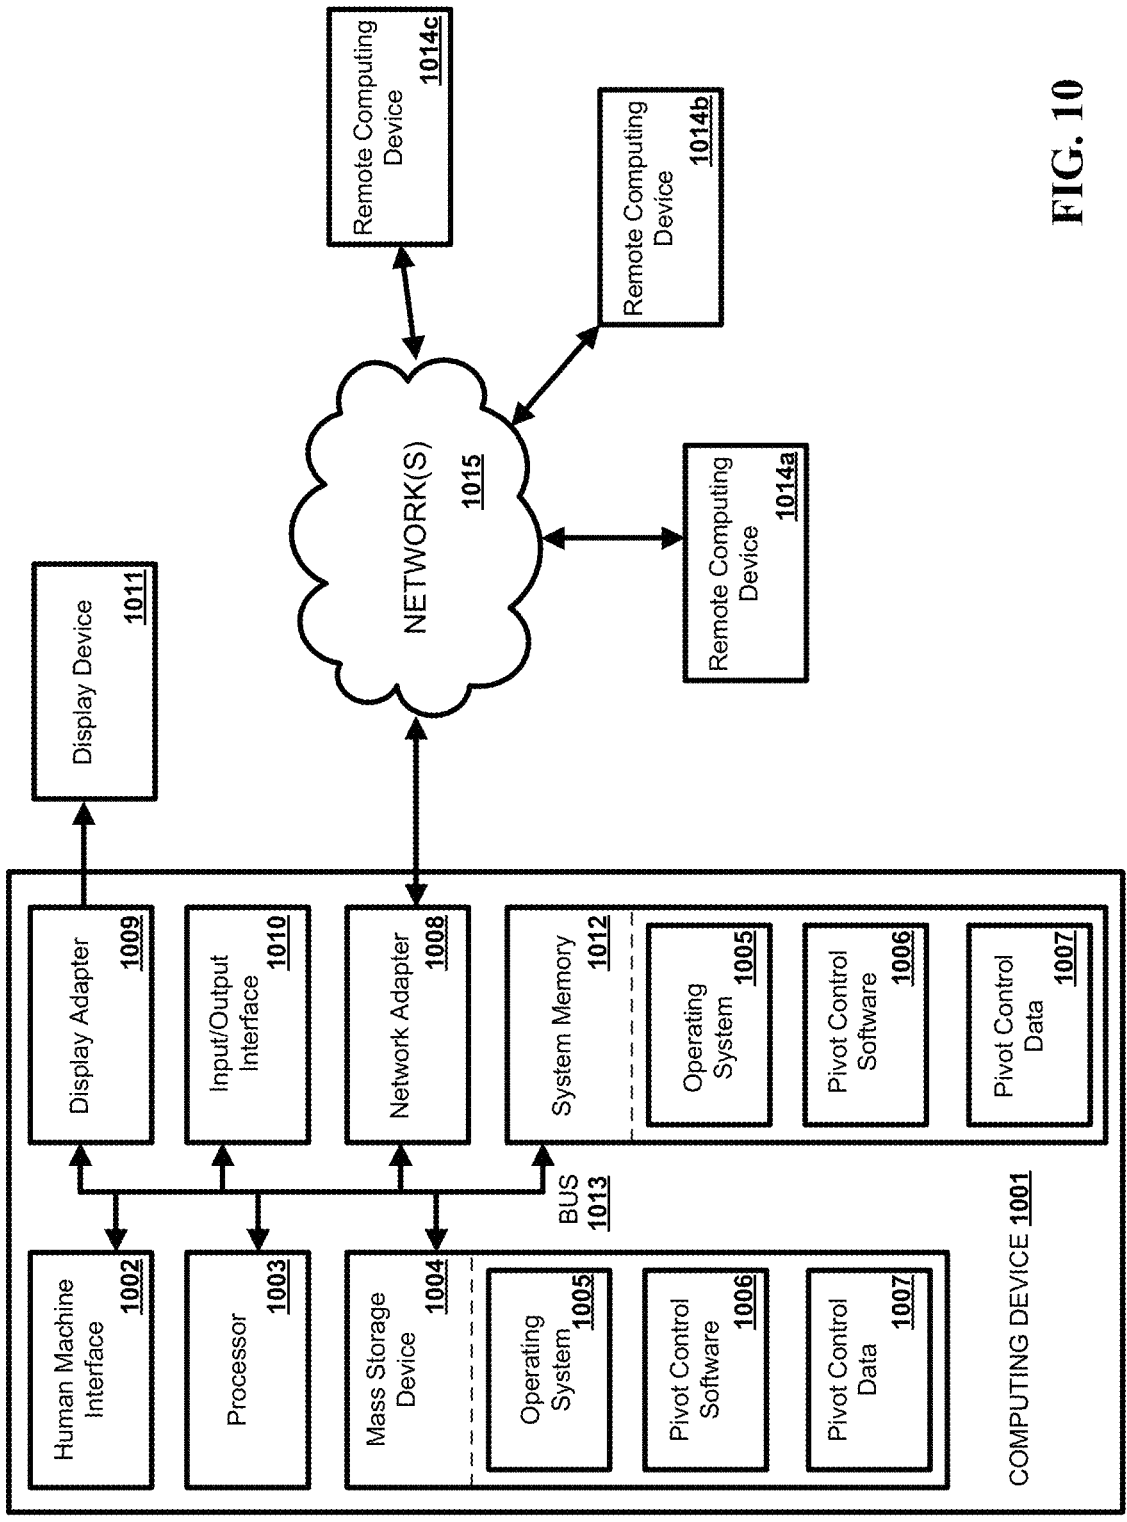 Human Machine
Interface
1002
Processor
1003
Mass Storage
Device
1004
Operating
System
1005
Pivot Control
Software
1006
Pivot Control
Data
1007
COMPUTING DEVICE 1001
BUS
1013
Display Adapter
1009
Input/Output
Interface
1010
Network Adapter
1008
System Memory
1012
Operating
System
1005
Pivot Control
Software
1006
Pivot Control
Data
1007
Display Device
1011
NETWORK(S)
1015
Remote Computing
Device
1014a
Remote Computing
Device
1014b
Remote Computing
Device
1014c
FIG. 10